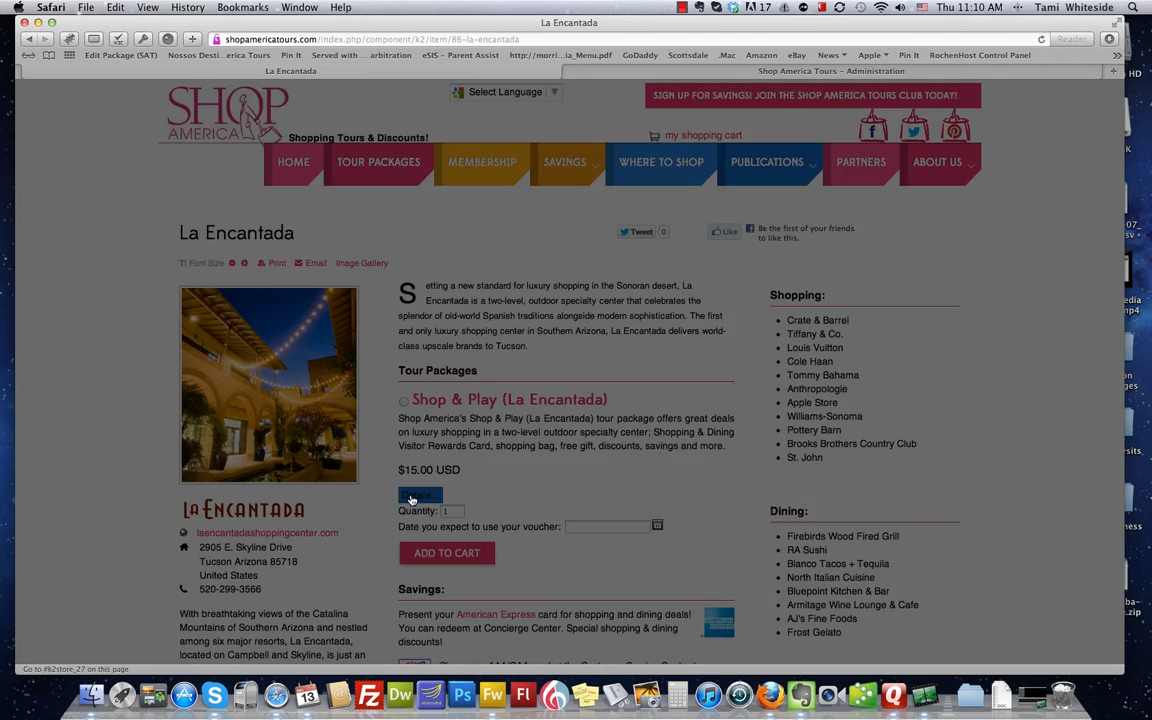 Safari File Edit View History Bookmarks Window Help 17 Thu 11:10 AM Tami Whiteside
La Encantada
shopamericatours.com/index.php/component/k2/item/86-la-encantada Reader
Edit Package (SAT) Nossos Desti...erica Tours Pin It Served with ... arbitration eSIS - Parent Assist http://morri...ia_Menu.pdf GoDaddy Scottsdale .Mac Amazon eBay News Apple Pin It RochenHost Control Panel
La Encantada Shop America Tours – Administration
HD
SHOP AMERICA
Select Language
SIGN UP FOR SAVINGS! JOIN THE SHOP AMERICA TOURS CLUB TODAY!
Shopping Tours & Discounts!
my shopping cart
HOME TOUR PACKAGES MEMBERSHIP SAVINGS WHERE TO SHOP PUBLICATIONS PARTNERS ABOUT US
La Encantada
Tweet 0 Like Be the first of your friends
to like this.
Font Size Print Email Image Gallery
Setting a new standard for luxury shopping in the Sonoran desert, La
Encantada is a two-level, outdoor specialty center that celebrates the
splendor of old-world Spanish traditions alongside modern sophistication. The first
and only luxury shopping center in Southern Arizona, La Encantada delivers world-
class upscale brands to Tucson.
Tour Packages
Shop & Play (La Encantada)
Shop America's Shop & Play (La Encantada) tour package offers great deals
on luxury shopping in a two-level outdoor specialty center; Shopping & Dining
Visitor Rewards Card, shopping bag, free gift, discounts, savings and more.
$15.00 USD
Details...
Quantity: 1
Date you expect to use your voucher:
ADD TO CART
Savings:
Present your American Express card for shopping and dining deals!
You can redeem at Concierge Center. Special shopping & dining
discounts!
LA ENCANTADA
laencantadashoppingcenter.com
2905 E. Skyline Drive
Tucson Arizona 85718
United States
520-299-3566
With breathtaking views of the Catalina
Mountains of Southern Arizona and nestled
among six major resorts, La Encantada,
located on Campbell and Skyline, is just an
Shopping:
Crate & Barrel
Tiffany & Co.
Louis Vuitton
Cole Haan
Tommy Bahama
Anthropologie
Apple Store
Williams-Sonoma
Pottery Barn
Brooks Brothers Country Club
St. John
Dining:
Firebirds Wood Fired Grill
RA Sushi
Blanco Tacos + Tequila
North Italian Cuisine
Bluepoint Kitchen & Bar
Armitage Wine Lounge & Cafe
AJ's Fine Foods
Frost Gelato
Go to #k2store_27 on this page